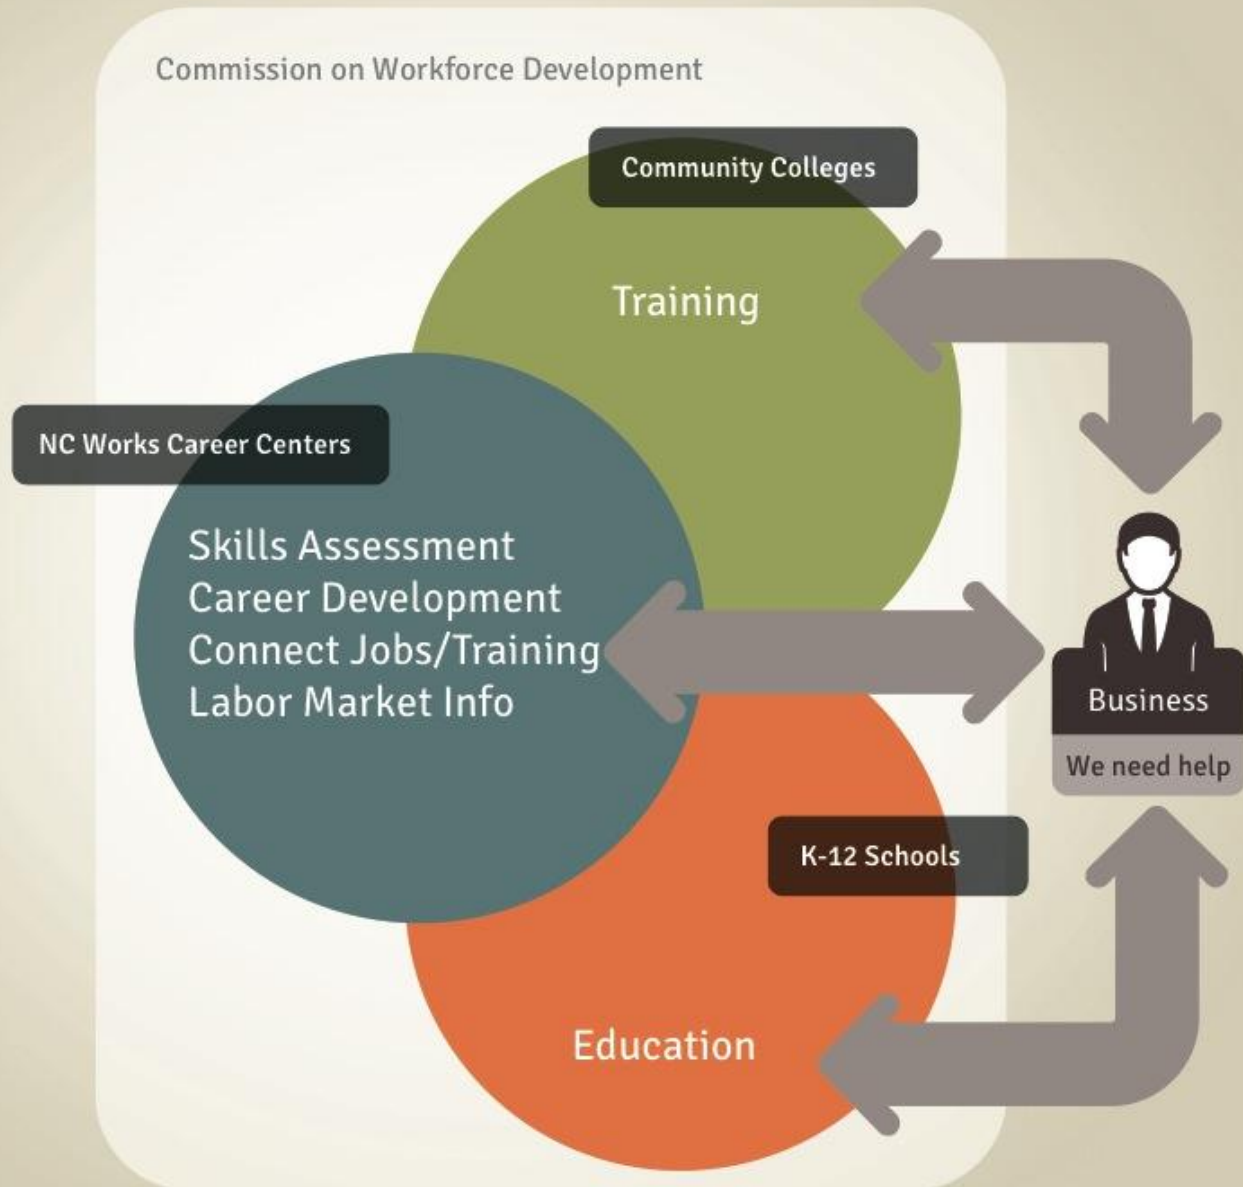 Commission on Workforce Development
Community Colleges
Training
NC Works Career Centers
Skills Assessment
Career Development
Connect Jobs/Training
Labor Market Info
Business
We need help
K-12 Schools
Education